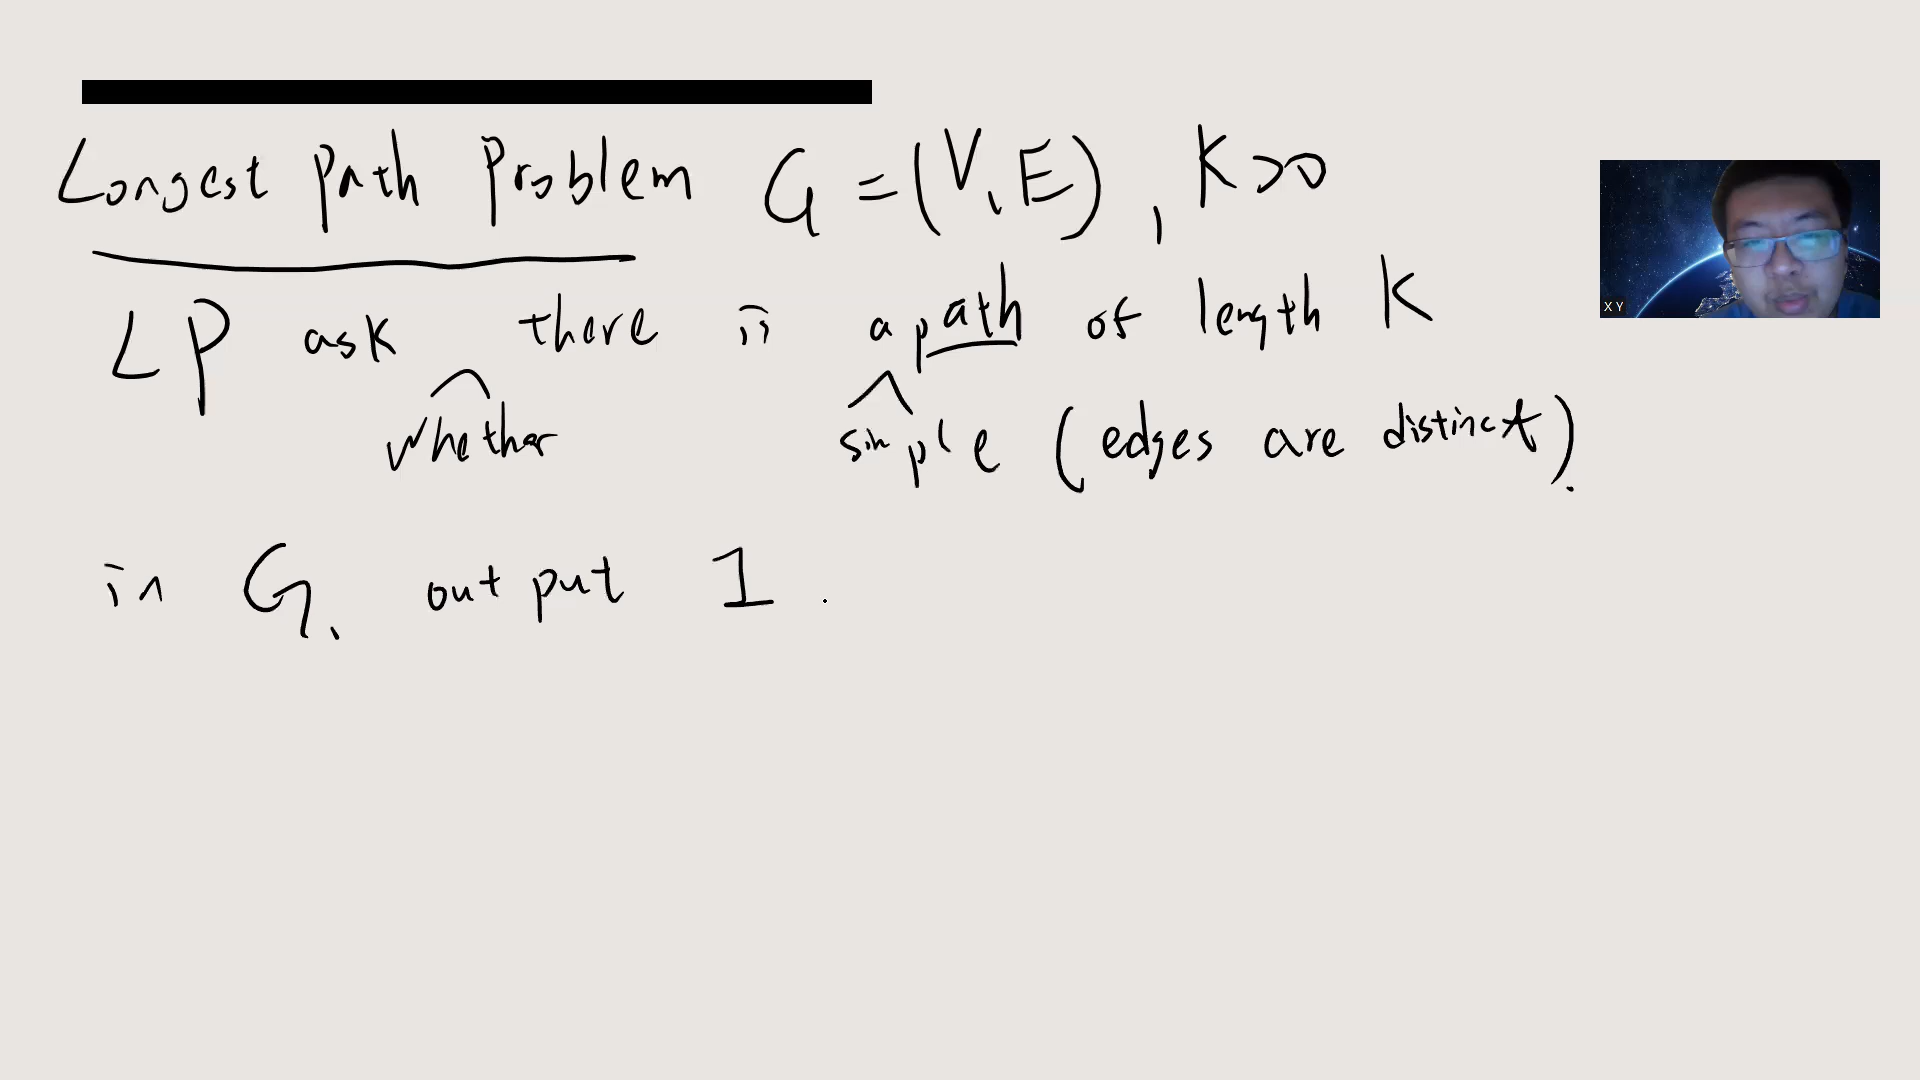 Longest Path Problem G = (V, E), K>0
LP ask whether there is a simple path of length K
(edges are distinct).
in G, output 1.
X Y